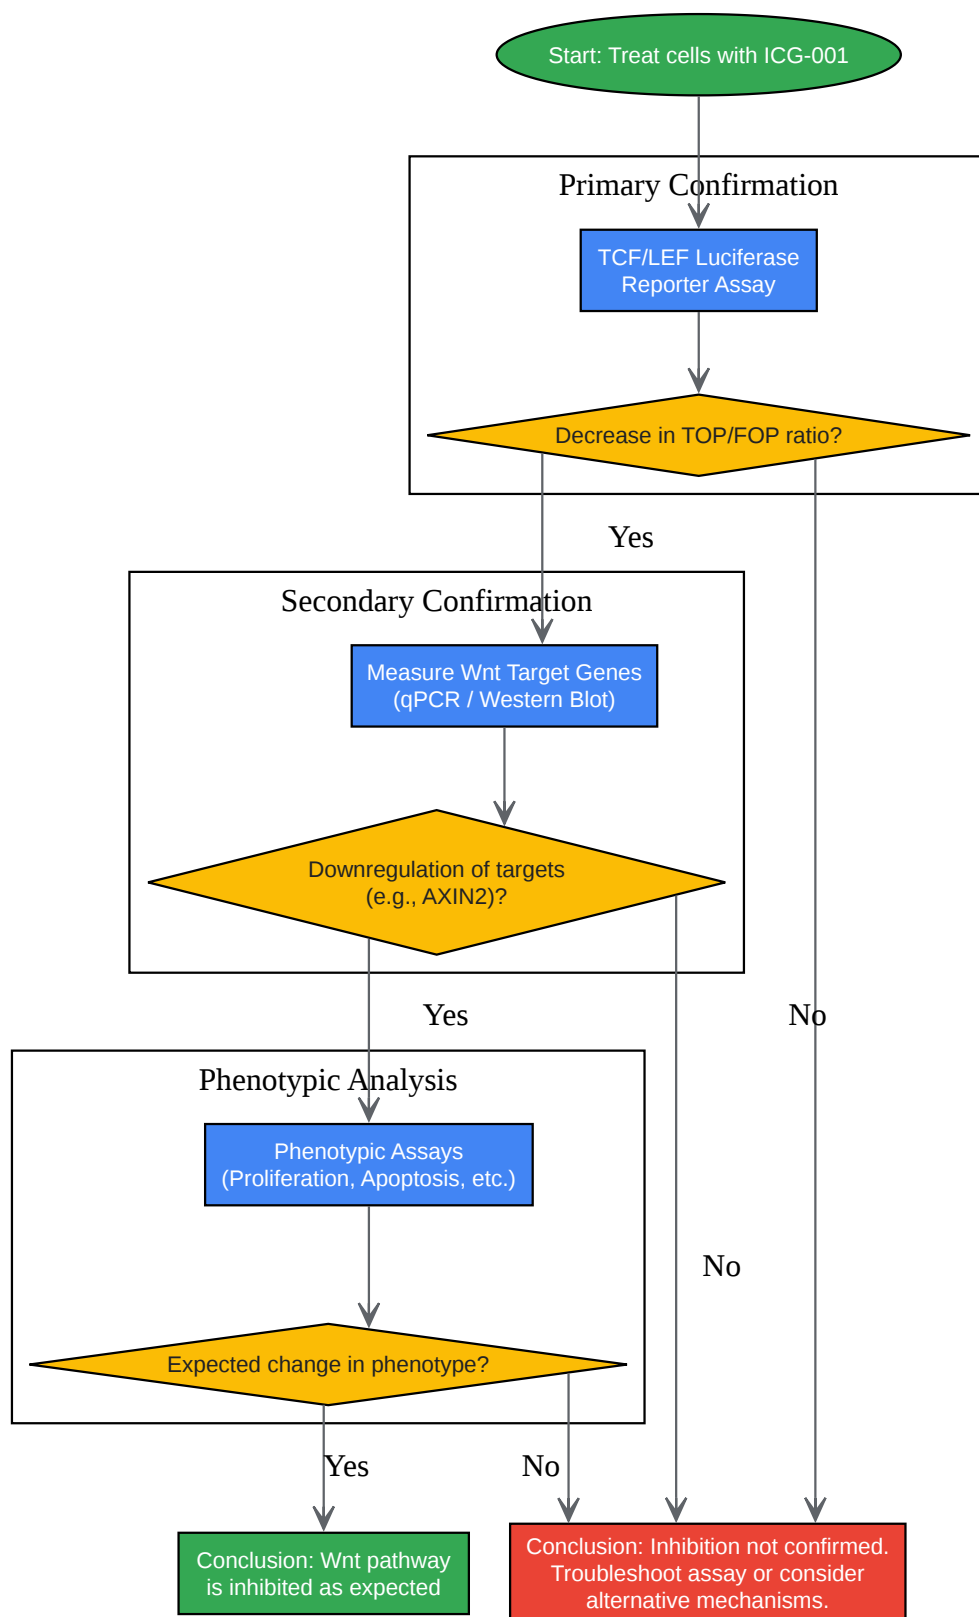 Start: Treat cells with ICG-001
Primary Confirmation
TCF/LEF Luciferase
Reporter Assay
Decrease in TOP/FOP ratio?
Yes
Secondary Confirmation
Measure Wnt Target Genes
(qPCR / Western Blot)
Downregulation of targets
(e.g., AXIN2)?
Yes
No
Phenotypic Analysis
Phenotypic Assays
(Proliferation, Apoptosis, etc.)
No
Expected change in phenotype?
Yes
No
Conclusion: Wnt pathway
is inhibited as expected
Conclusion: Inhibition not confirmed.
Troubleshoot assay or consider
alternative mechanisms.